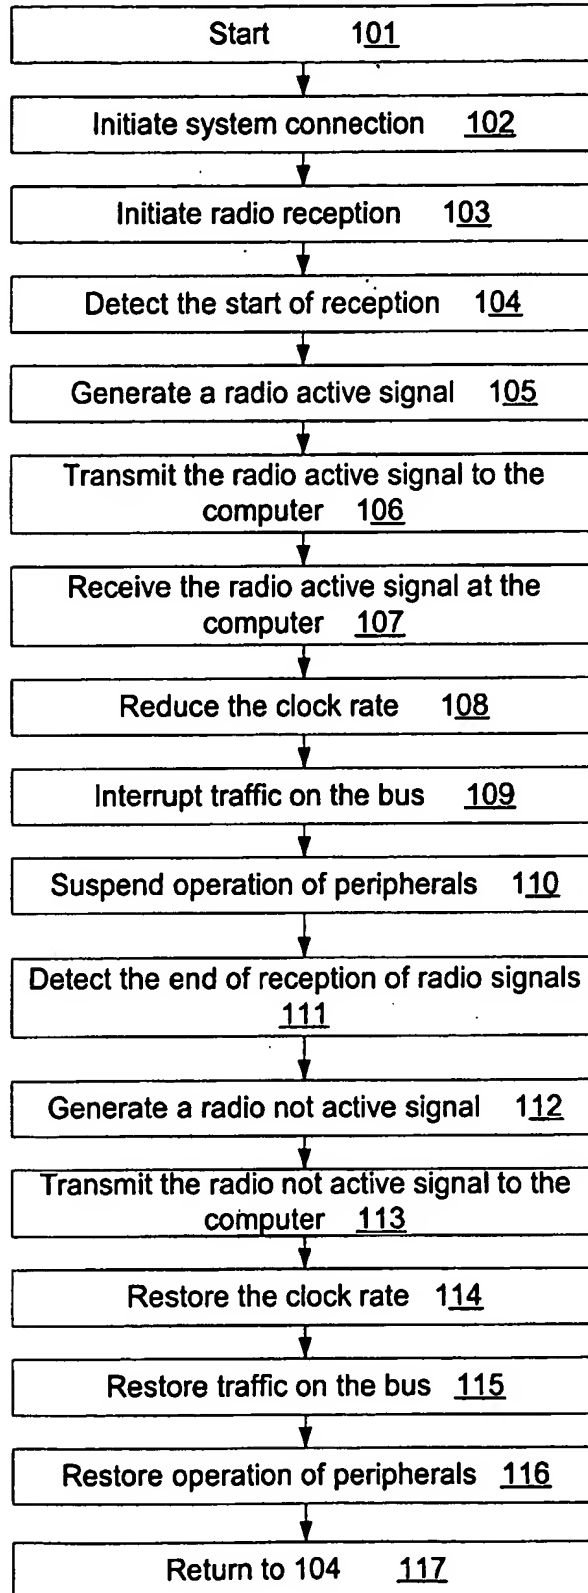 Start 101
Initiate system connection 102
Initiate radio reception 103
Detect the start of reception 104
Generate a radio active signal 105
Transmit the radio active signal to the
computer 106
Receive the radio active signal at the
computer 107
Reduce the clock rate 108
Interrupt traffic on the bus 109
Suspend operation of peripherals 110
Detect the end of reception of radio signals
111
Generate a radio not active signal 112
Transmit the radio not active signal to the
computer 113
Restore the clock rate 114
Restore traffic on the bus 115
Restore operation of peripherals 116
Return to 104 117